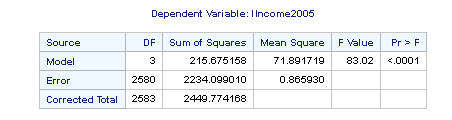 Dependent Variable: lIncome2005
Source DF Sum of Squares Mean Square F Value Pr > F
Model 3 215.675158 71.891719 83.02 <.0001
Error 2580 2234.099010 0.865930
Corrected Total 2583 2449.774168